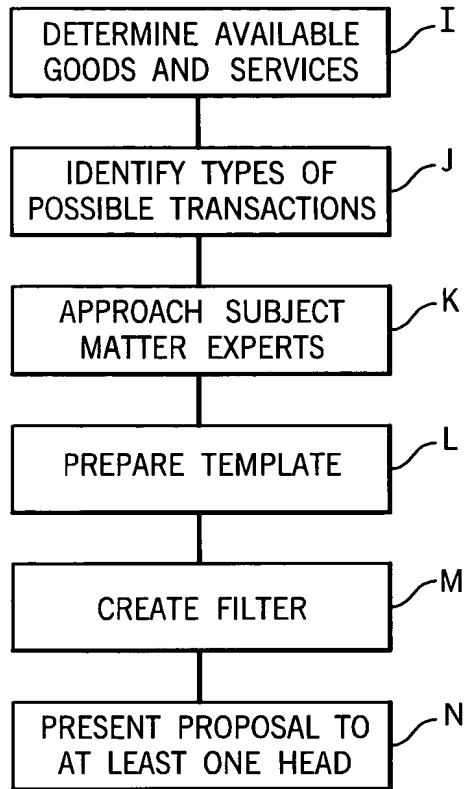 DETERMINE AVAILABLE
GOODS AND SERVICES
I
IDENTIFY TYPES OF
POSSIBLE TRANSACTIONS
J
APPROACH SUBJECT
MATTER EXPERTS
K
PREPARE TEMPLATE
L
CREATE FILTER
M
PRESENT PROPOSAL TO
AT LEAST ONE HEAD
N